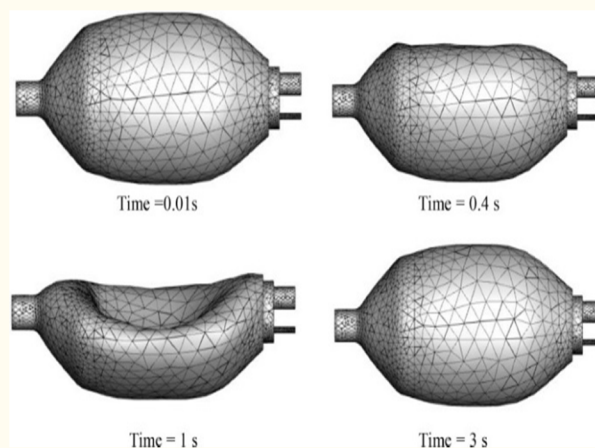 Time =0.01s
Time = 0.4 s
Time = 1 s
Time = 3 s